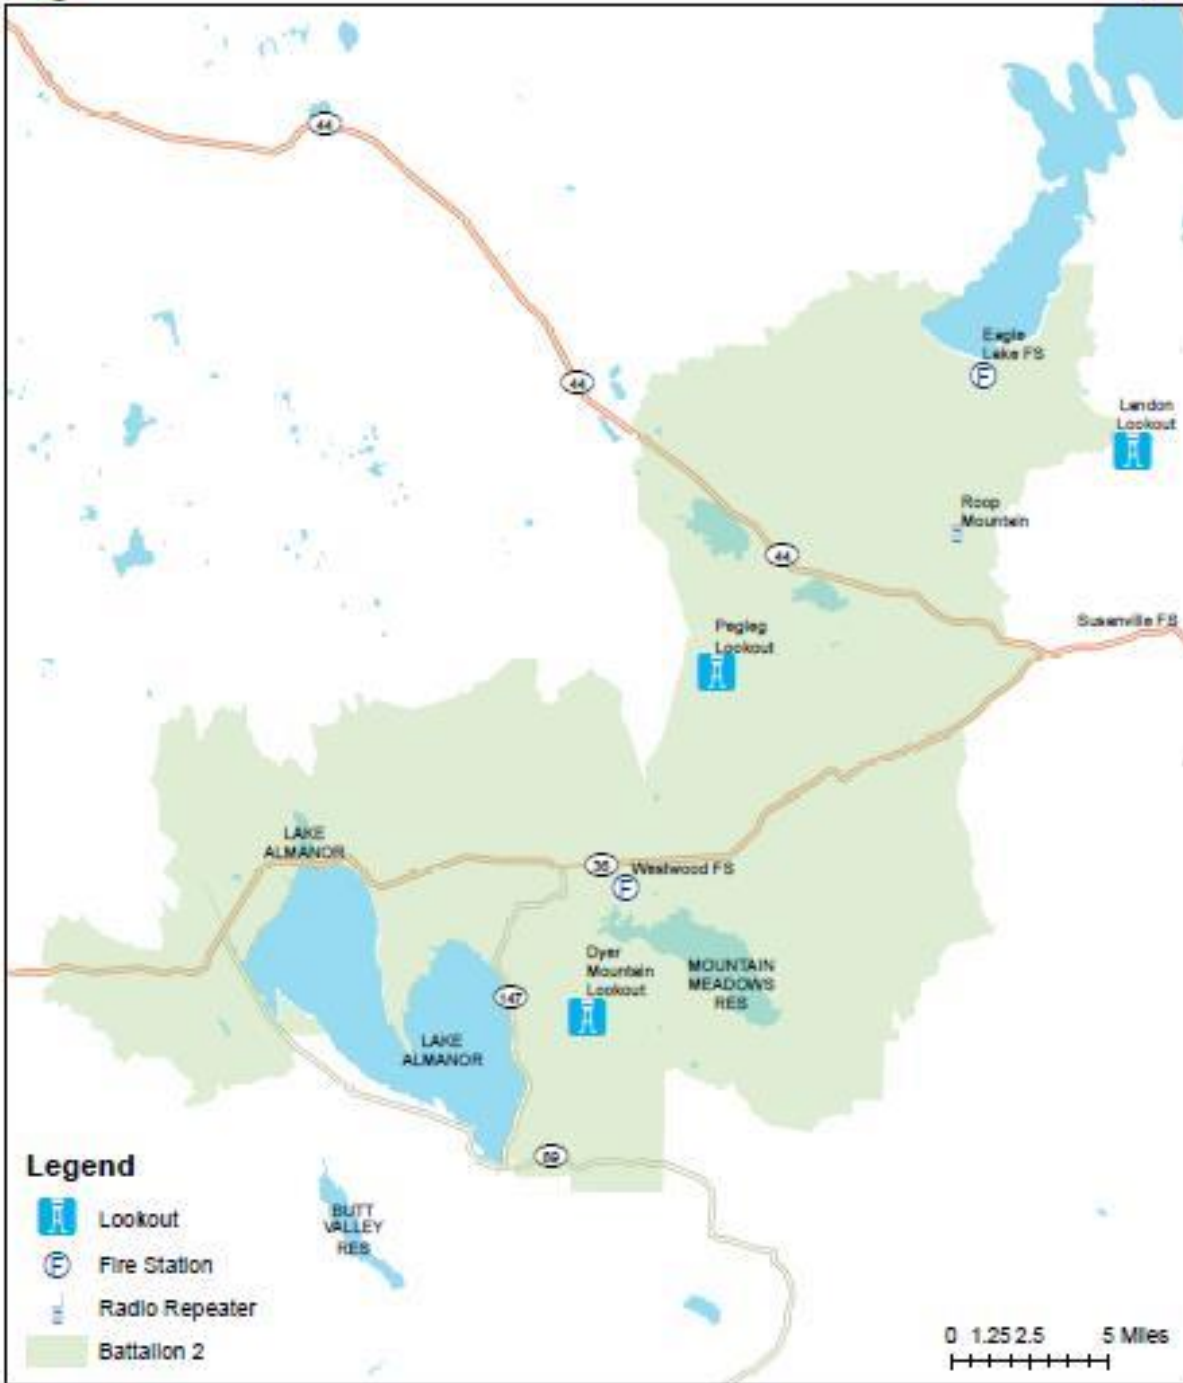 44
44
Eagle
Lake FS
F
Landon
Lookout
Roop
Mountain
44
Susanville FS
Pegleg
Lookout
LAKE
ALMANOR
36
Westwood FS
F
Dyer
Mountain
Lookout
MOUNTAIN
MEADOWS
RES
147
LAKE
ALMANOR
89
Legend
Lookout
F Fire Station
Radio Repeater
Battalion 2
BUTT
VALLEY
RES
0 1.25 2.5 5 Miles